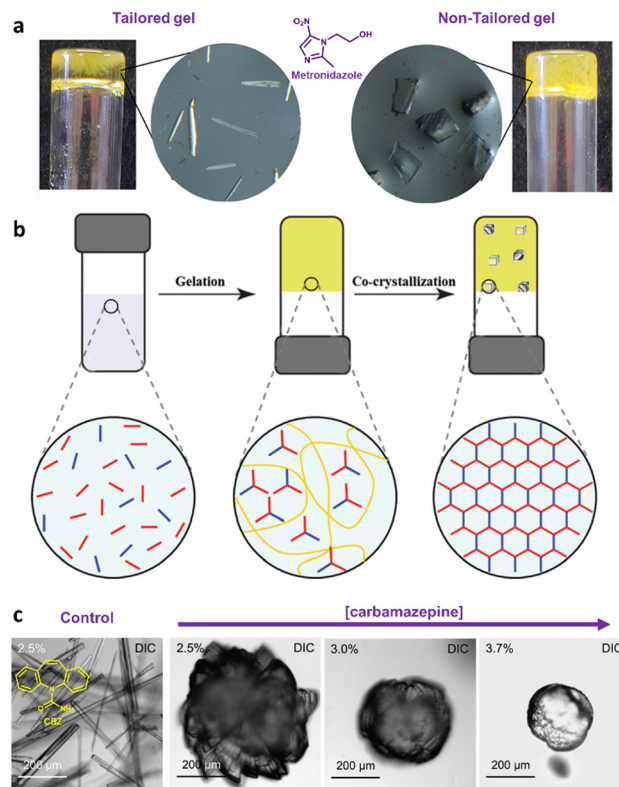 a
Tailored gel
Non-Tailored gel
O₂N
N
OH
N
Metronidazole
b
Gelation
Co-crystallization
c
Control
[carbamazepine]
2.5%
DIC
N
O
NH₂
CBZ
200 µm
2.5%
DIC
200 µm
3.0%
DIC
200 µm
3.7%
DIC
200 µm